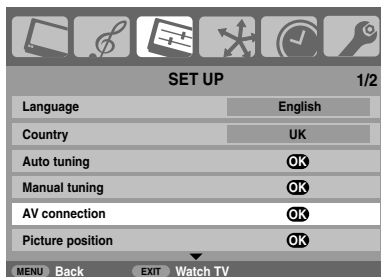 SET UP 1/2
Language English
Country UK
Auto tuning OK
Manual tuning OK
AV connection OK
Picture position OK
MENU Back EXIT Watch TV